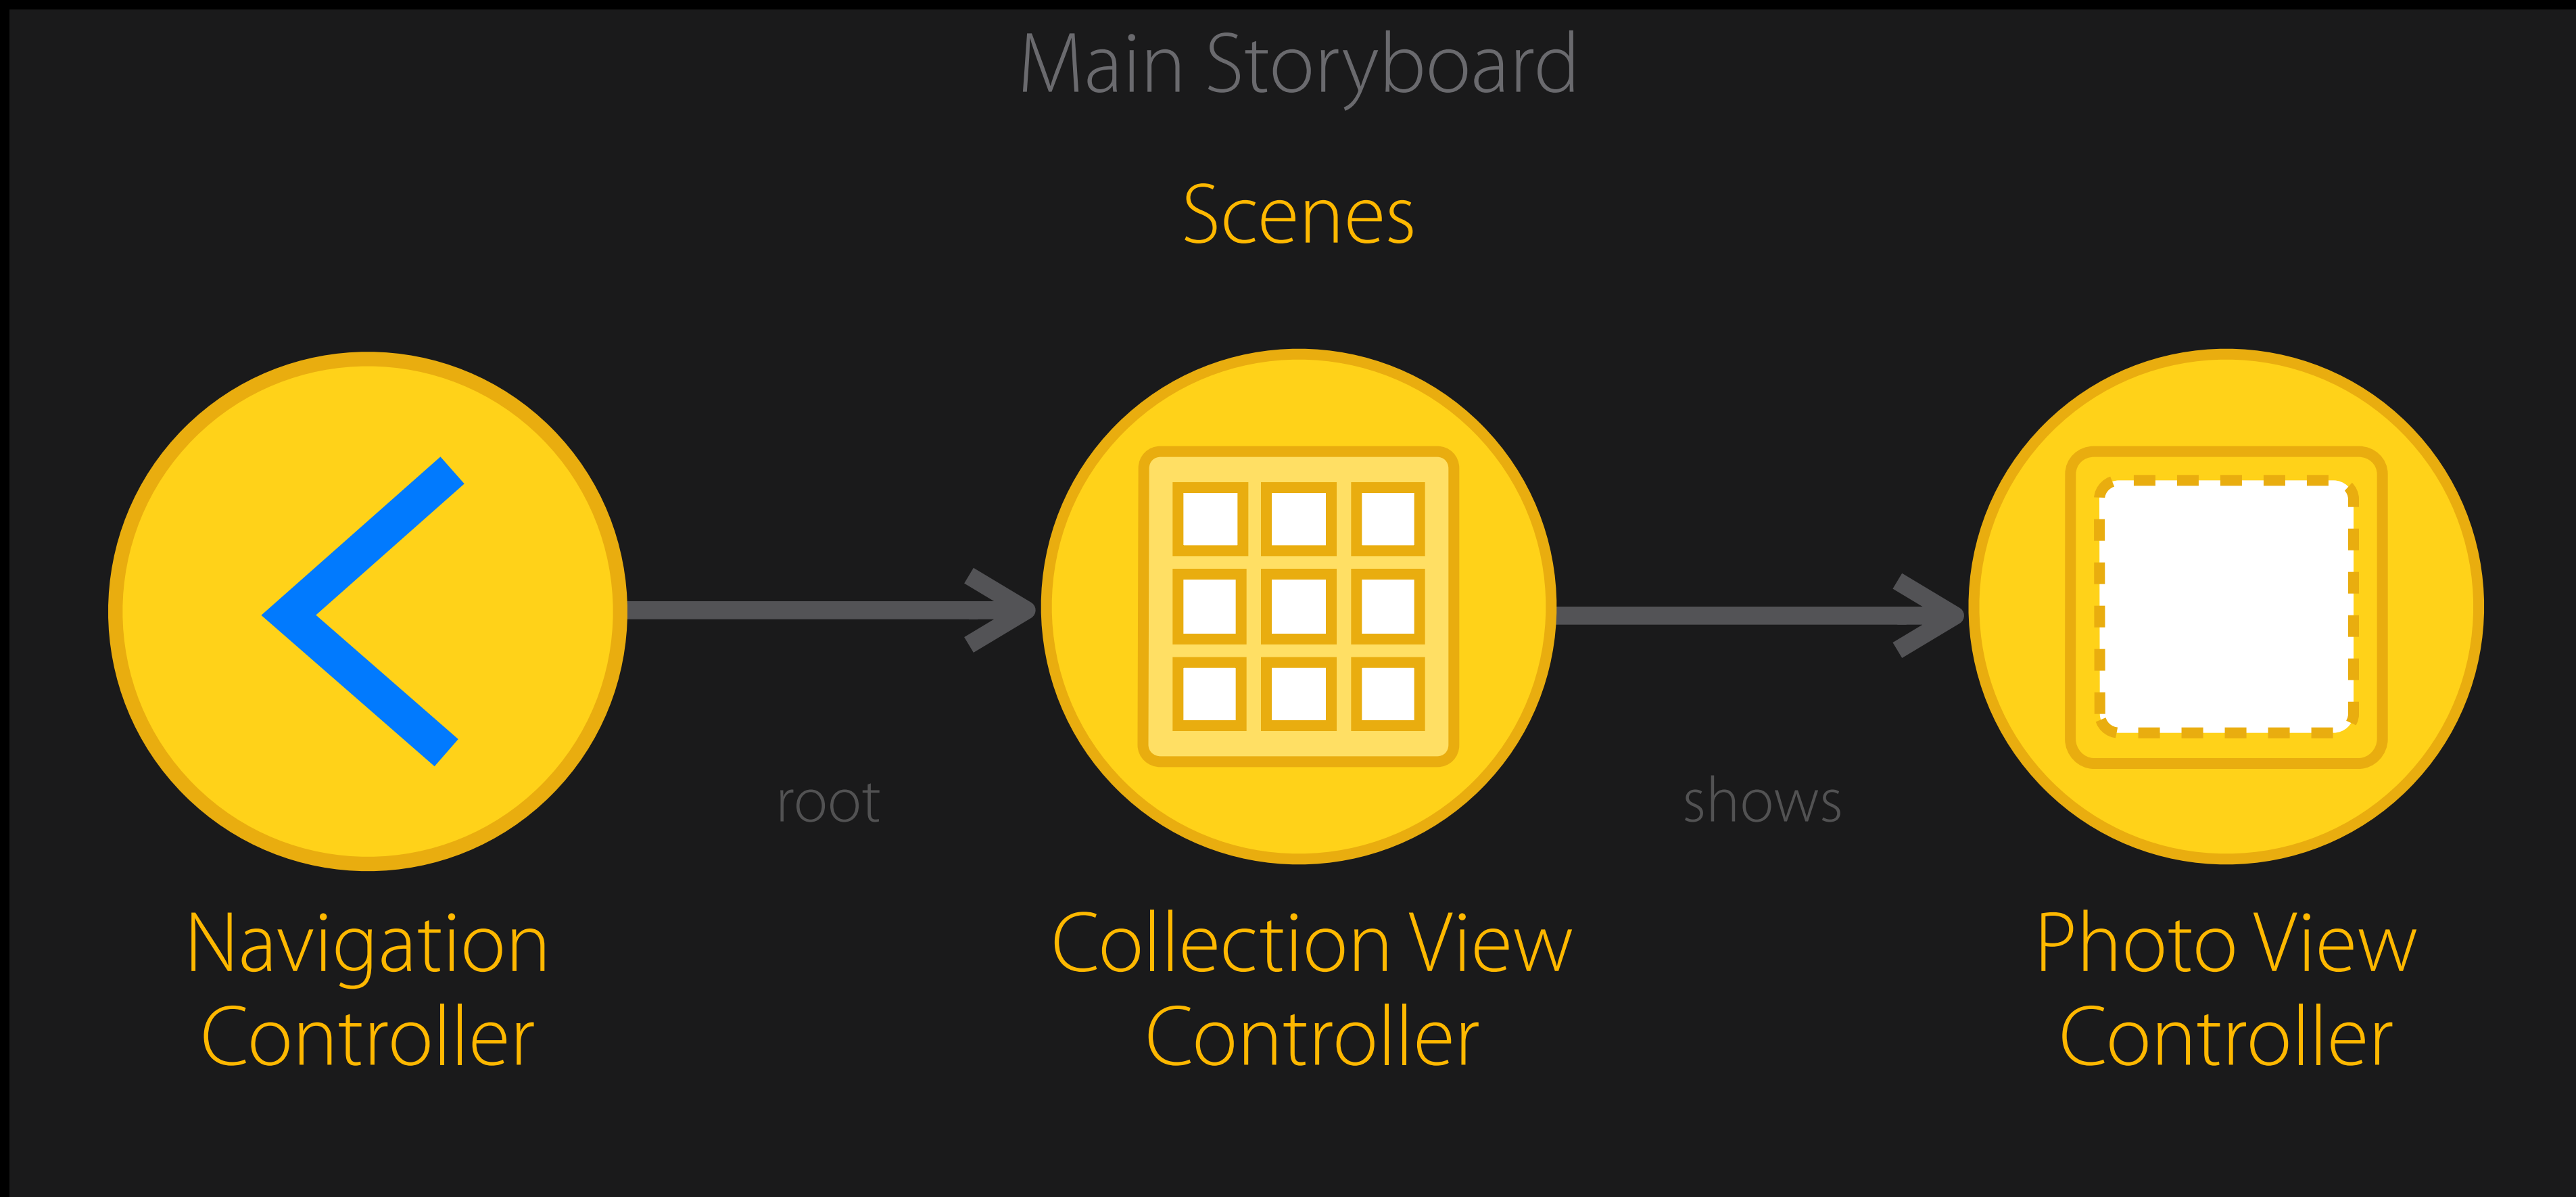 Main Storyboard
Scenes
root
shows
Navigation
Controller
Collection View
Controller
Photo View
Controller